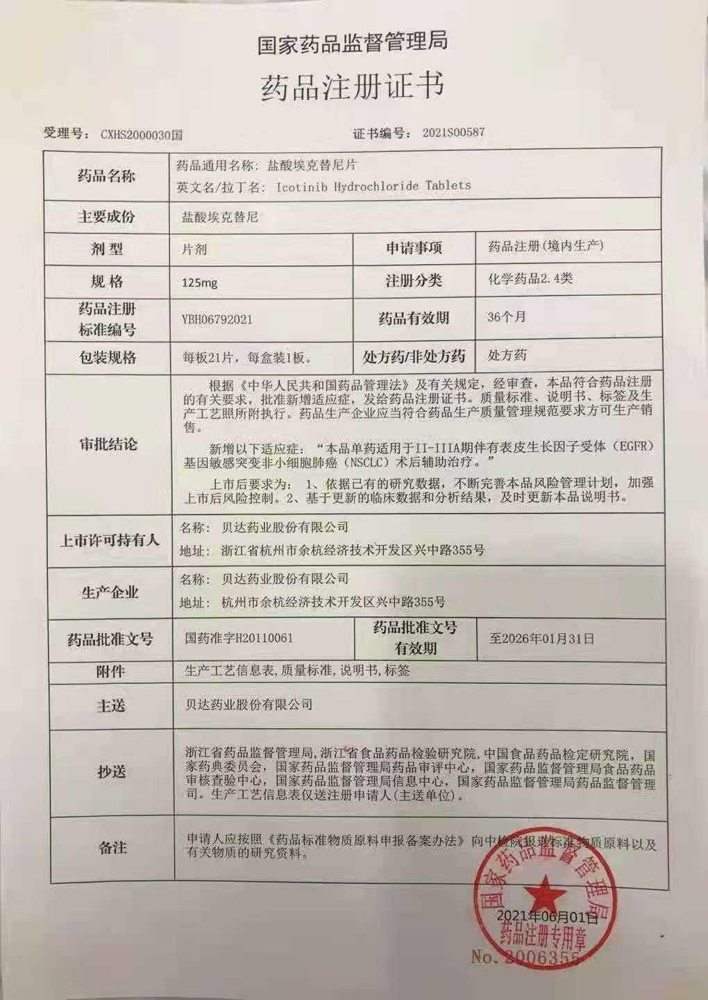 国家药品监督管理局
药品注册证书
受理号： CXHS2000030国
证书编号： 2021S00587
药品名称
药品通用名称：盐酸埃克替尼片
英文名/拉丁名：Icotinib Hydrochloride Tablets
主要成份
盐酸埃克替尼
剂 型
片剂
申请事项
药品注册(境内生产)
规 格
125mg
注册分类
化学药品2.4类
药品注册
标准编号
YBH06792021
药品有效期
36个月
包装规格
每板21片，每盒装1板。
处方药/非处方药
处方药
审批结论
根据《中华人民共和国药品管理法》及有关规定，经审查，本品符合药品注册
的有关要求，批准新增适应症，发给药品注册证书。质量标准、说明书、标签及生
产工艺照所附执行。药品生产企业应当符合药品生产质量管理规范要求方可生产销
售。
新增以下适应症：“本品单药适用于II-IIIA期伴有表皮生长因子受体（EGFR）
基因敏感突变非小细胞肺癌（NSCLC）术后辅助治疗。”
上市后要求为： 1、依据已有的研究数据，不断完善本品风险管理计划，加强
上市后风险控制。2、基于更新的临床数据和分析结果，及时更新本品说明书。
上市许可持有人
名称： 贝达药业股份有限公司
地址： 浙江省杭州市余杭经济技术开发区兴中路355号
生产企业
名称： 贝达药业股份有限公司
地址： 杭州市余杭经济技术开发区兴中路355号
药品批准文号
国药准字H20110061
药品批准文号
有效期
至2026年01月31日
附件
生产工艺信息表,质量标准,说明书,标签
主送
贝达药业股份有限公司
抄送
浙江省药品监督管理局,浙江省食品药品检验研究院,中国食品药品检定研究院，国
家药典委员会，国家药品监督管理局药品审评中心，国家药品监督管理局食品药品
审核查验中心，国家药品监督管理局信息中心，国家药品监督管理局药品监督管理
司。生产工艺信息表仅送注册申请人(主送单位)。
备注
申请人应按照《药品标准物质原料申报备案办法》向中检院报送标准物质原料以及
有关物质的研究资料。
国家药品监督管理局
2021年06月01日
药品注册专用章
No. 2006355